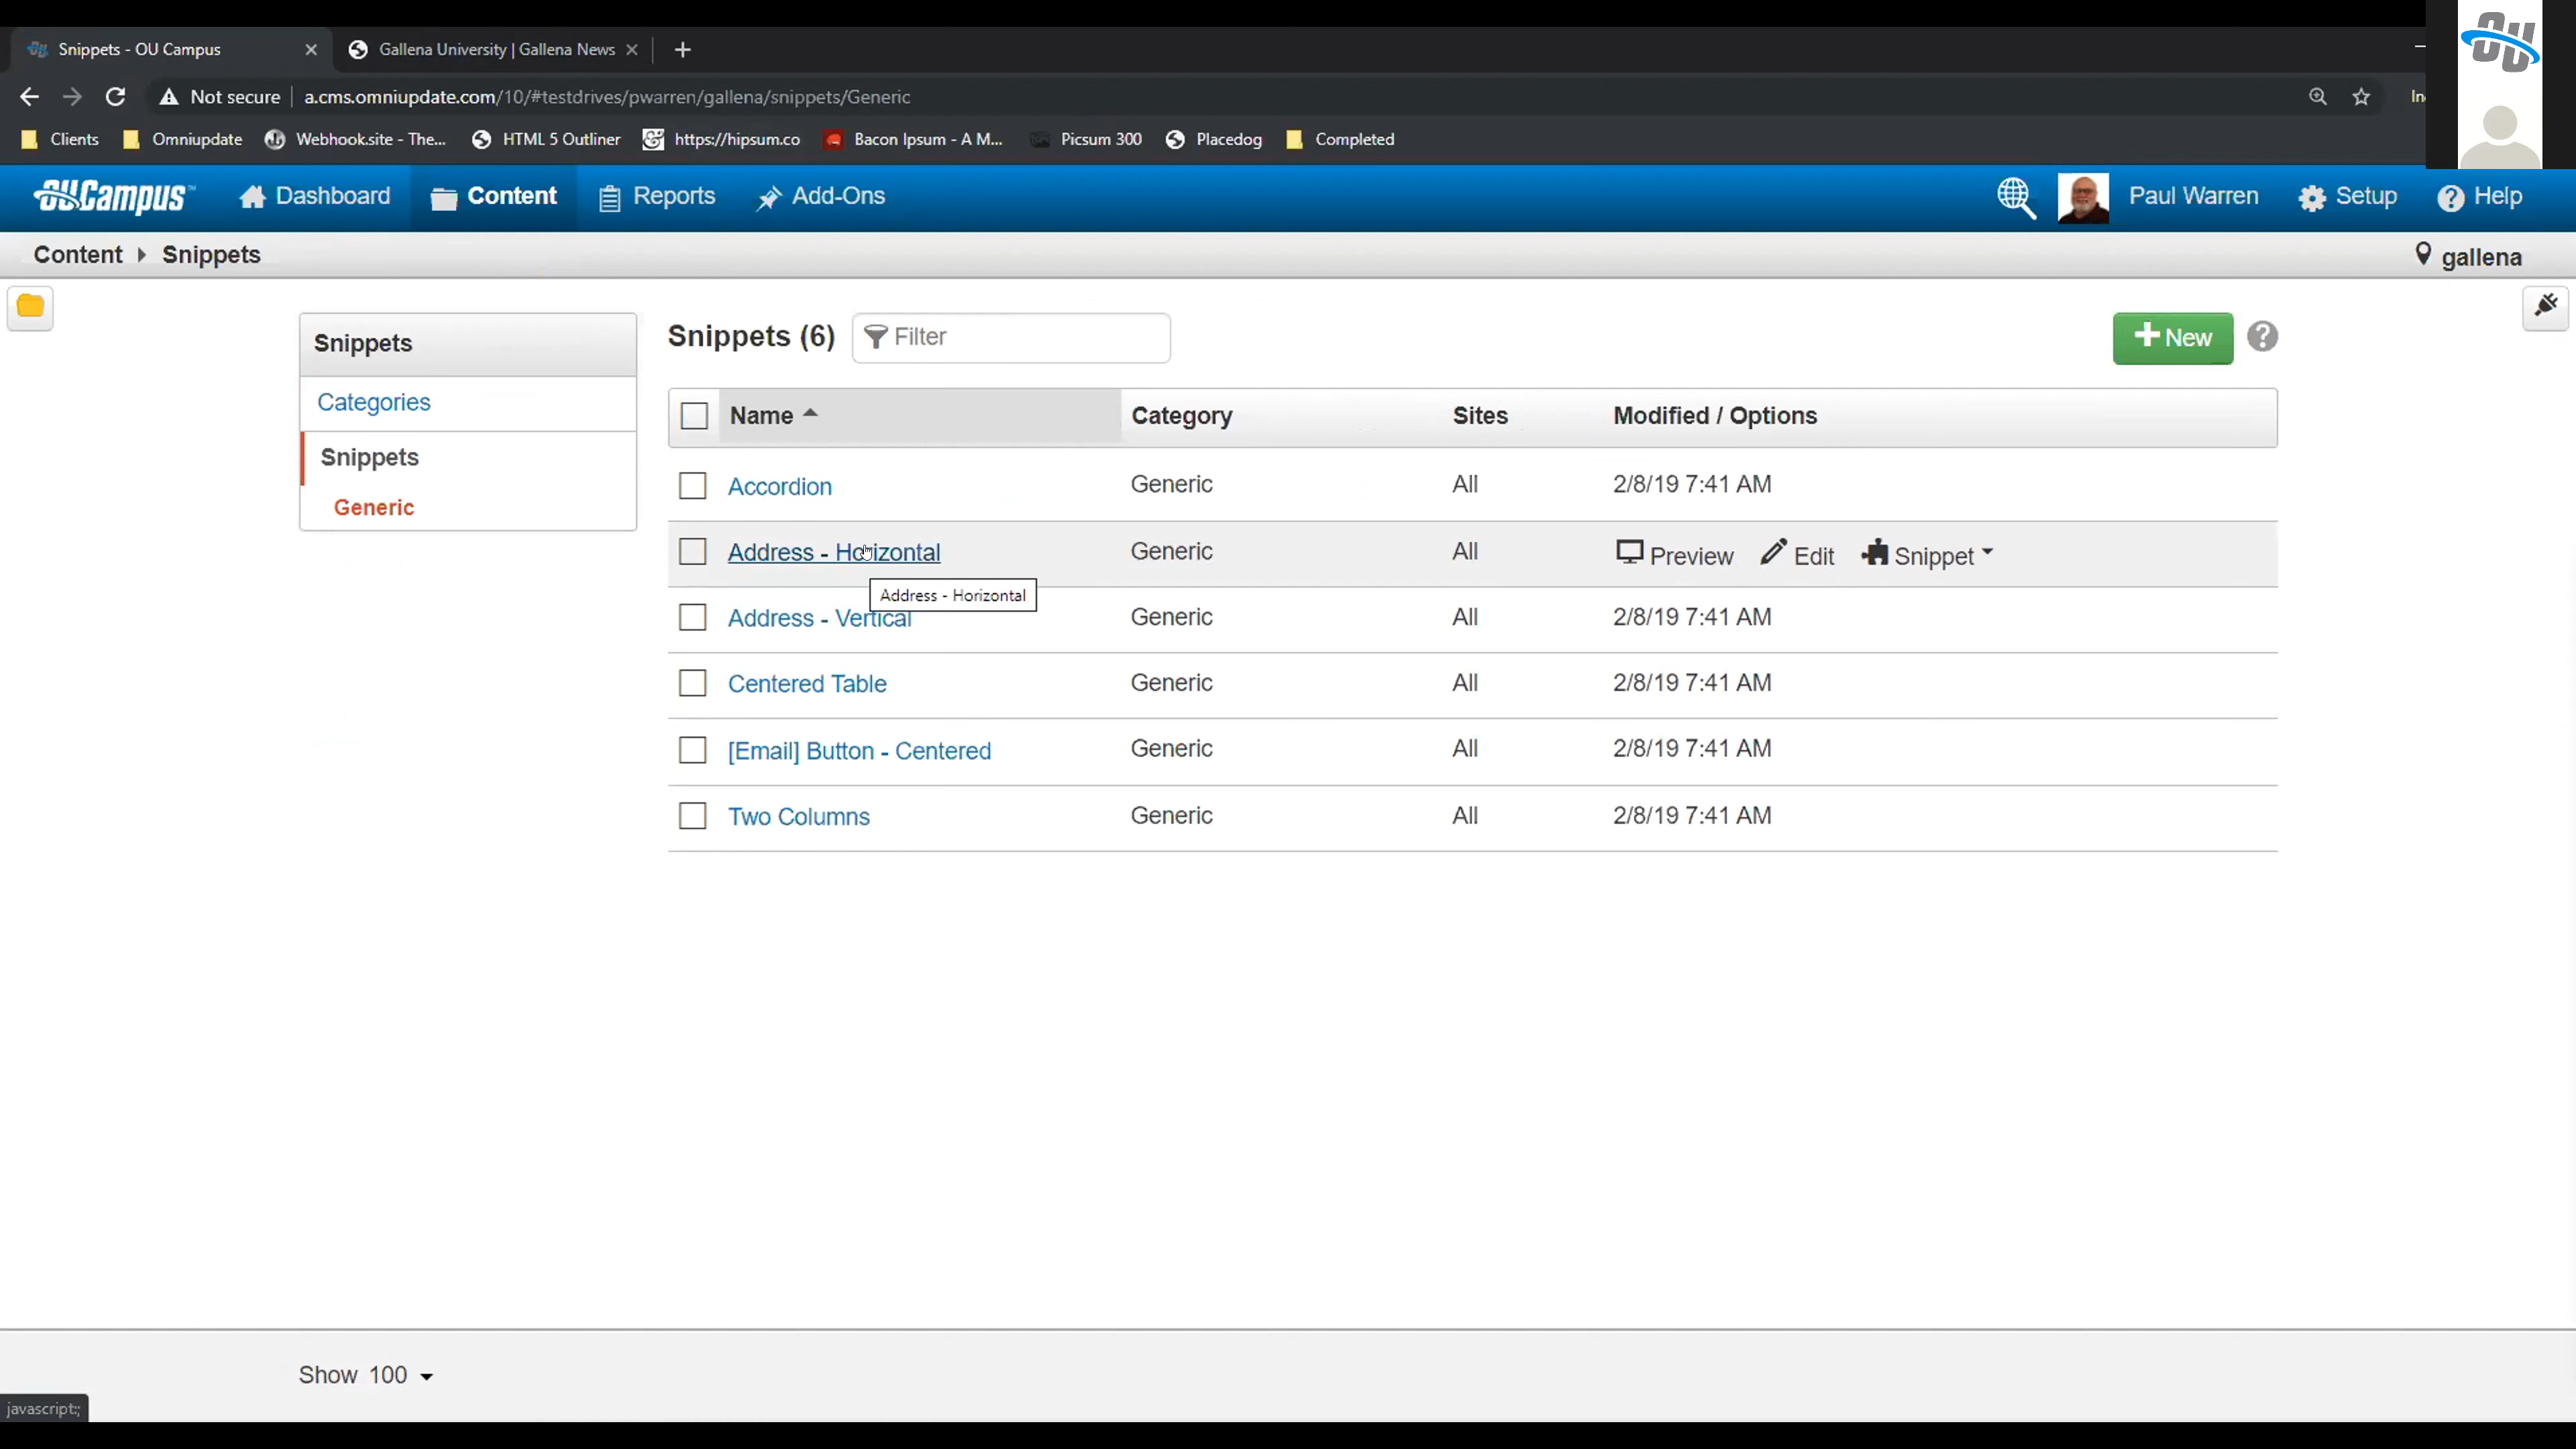 Snippets - OU Campus
Gallena University | Gallena News
Not secure
a.cms.omniupdate.com/10/#testdrives/pwarren/gallena/snippets/Generic
Clients
Omniupdate
Webhook.site - The...
HTML 5 Outliner
https://hipsum.co
Bacon Ipsum - A M...
Picsum 300
Placedog
Completed
OU
OUCampus™
Dashboard
Content
Reports
Add-Ons
Paul Warren
Setup
Help
Content
Snippets
gallena
Snippets
Categories
Snippets
Generic
Snippets (6)
Filter
New
Name
Category
Sites
Modified / Options
Accordion
Generic
All
2/8/19 7:41 AM
Address - Horizontal
Generic
All
Preview
Edit
Snippet
Address - Horizontal
Address - Vertical
Generic
All
2/8/19 7:41 AM
Centered Table
Generic
All
2/8/19 7:41 AM
[Email] Button - Centered
Generic
All
2/8/19 7:41 AM
Two Columns
Generic
All
2/8/19 7:41 AM
Show 100
javascript:;